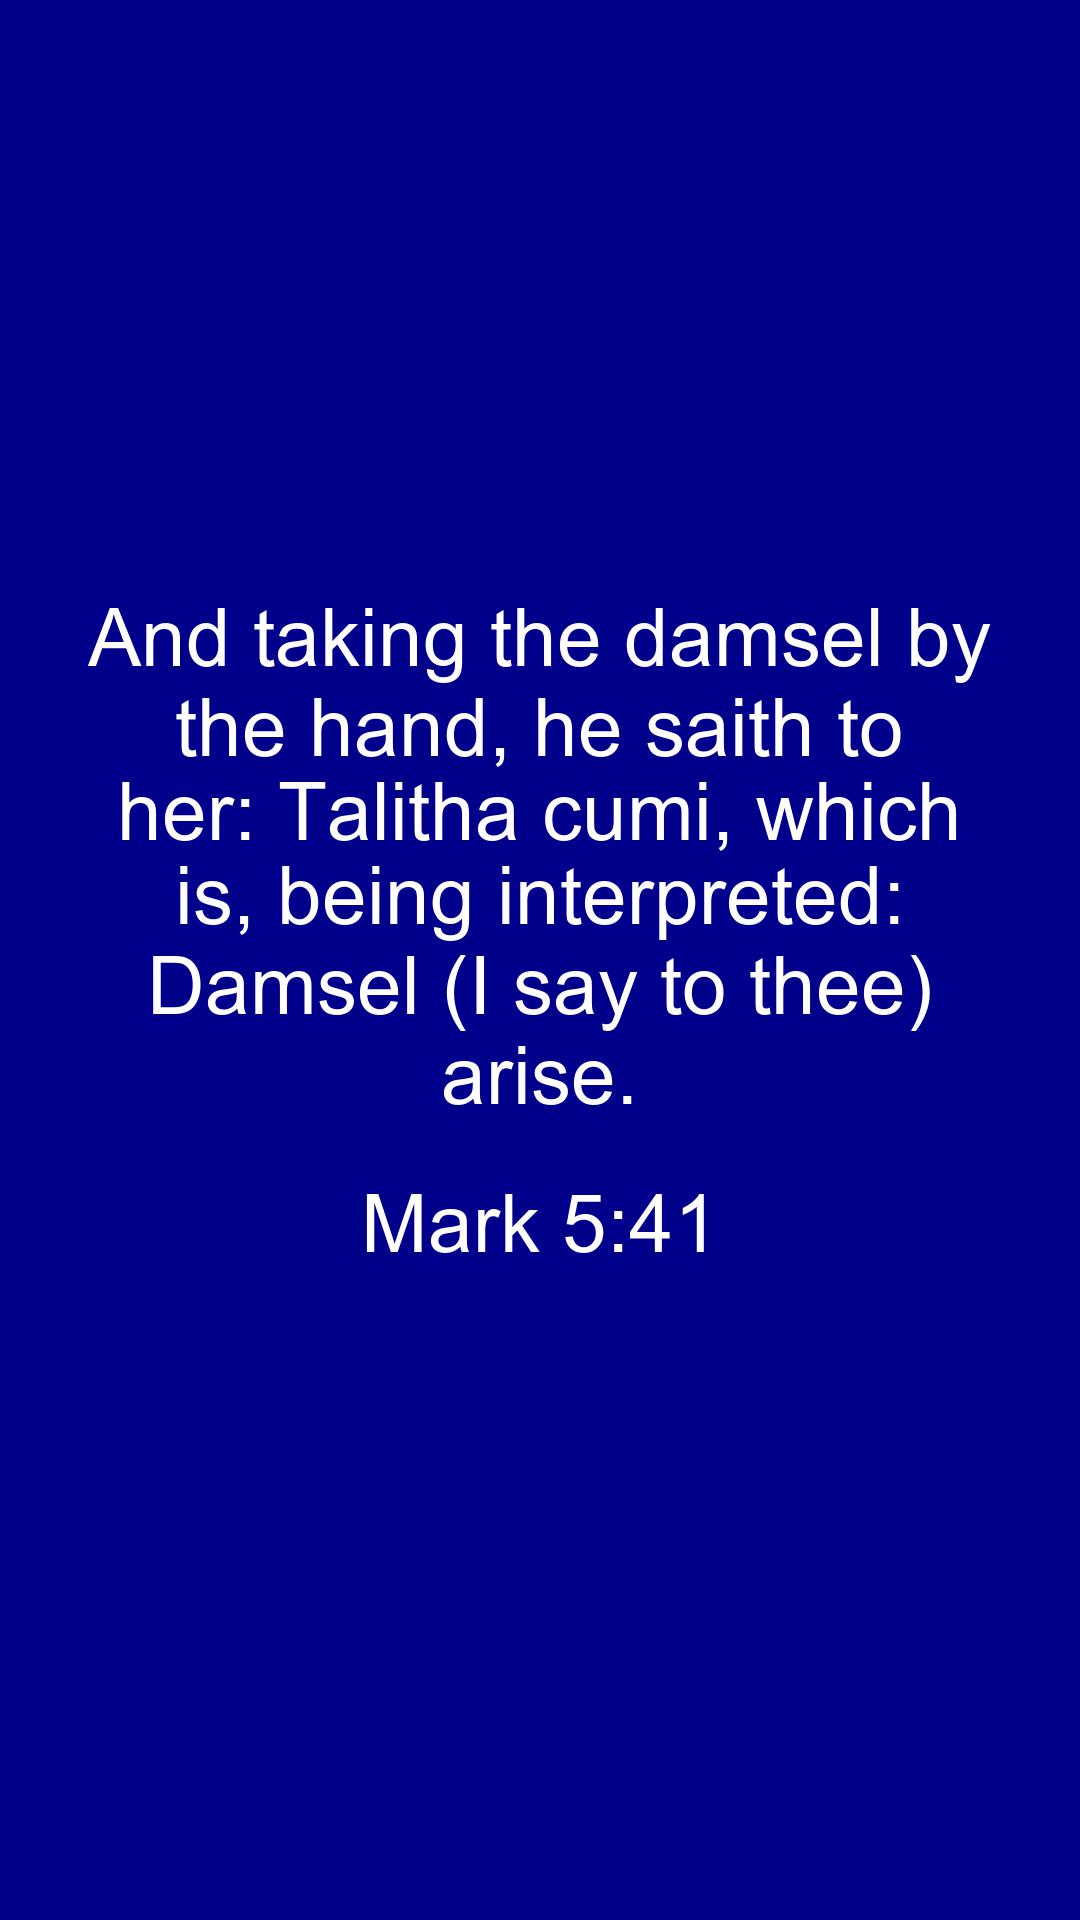 And taking the damsel by
the hand, he saith to
her: Talitha cumi, which
is, being interpreted:
Damsel (I say to thee)
arise.
Mark 5:41